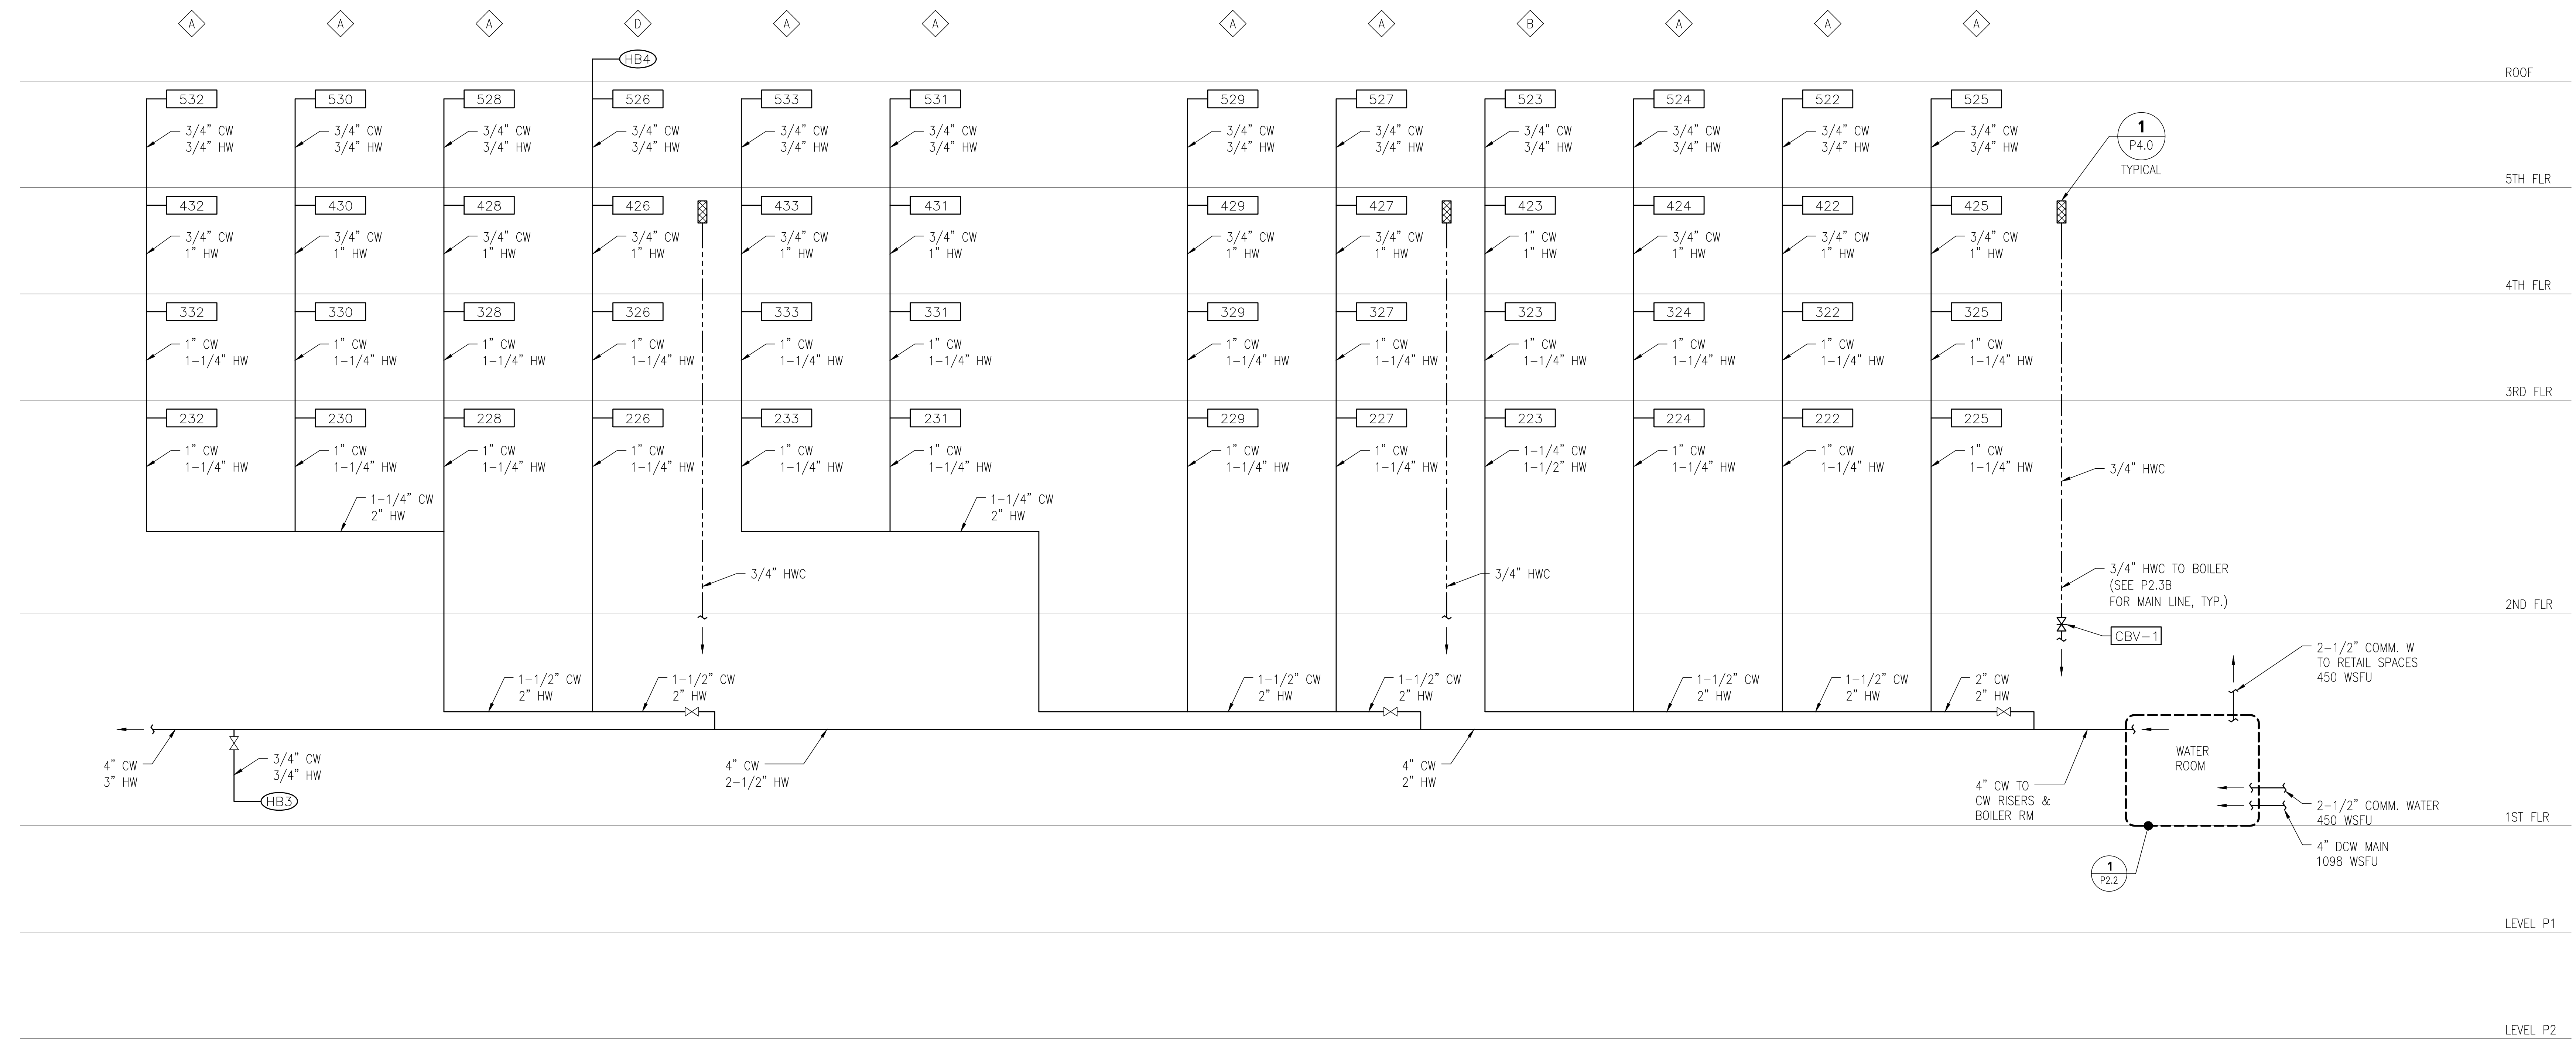 A A A D A A A A B A A A
HB4
ROOF
532 530 528 526 533 531 529 527 523 524 522 525
3/4" CW 3/4" CW 3/4" CW 3/4" CW 3/4" CW 3/4" CW 3/4" CW 3/4" CW 3/4" CW 3/4" CW 3/4" CW 3/4" CW
3/4" HW 3/4" HW 3/4" HW 3/4" HW 3/4" HW 3/4" HW 3/4" HW 3/4" HW 3/4" HW 3/4" HW 3/4" HW 3/4" HW
1
P4.0
TYPICAL
5TH FLR
432 430 428 426 433 431 429 427 423 424 422 425
3/4" CW 3/4" CW 3/4" CW 3/4" CW 3/4" CW 3/4" CW 3/4" CW 3/4" CW 1" CW 3/4" CW 3/4" CW 3/4" CW
1" HW 1" HW 1" HW 1" HW 1" HW 1" HW 1" HW 1" HW 1" HW 1" HW 1" HW 1" HW
4TH FLR
332 330 328 326 333 331 329 327 323 324 322 325
1" CW 1" CW 1" CW 1" CW 1" CW 1" CW 1" CW 1" CW 1" CW 1" CW 1" CW 1" CW
1-1/4" HW 1-1/4" HW 1-1/4" HW 1-1/4" HW 1-1/4" HW 1-1/4" HW 1-1/4" HW 1-1/4" HW 1-1/4" HW 1-1/4" HW 1-1/4" HW 1-1/4" HW
3RD FLR
232 230 228 226 233 231 229 227 223 224 222 225
1" CW 1" CW 1" CW 1" CW 1" CW 1" CW 1" CW 1" CW 1-1/4" CW 1" CW 1" CW 1" CW
1-1/4" HW 1-1/4" HW 1-1/4" HW 1-1/4" HW 1-1/4" HW 1-1/4" HW 1-1/4" HW 1-1/4" HW 1-1/2" HW 1-1/4" HW 1-1/4" HW 1-1/4" HW
3/4" HWC
1-1/4" CW 1-1/4" CW
2" HW 2" HW
3/4" HWC 3/4" HWC
3/4" HWC TO BOILER
(SEE P2.3B
FOR MAIN LINE, TYP.)
2ND FLR
CBV-1
2-1/2" COMM. W
TO RETAIL SPACES
450 WSFU
1-1/2" CW 1-1/2" CW 1-1/2" CW 1-1/2" CW 1-1/2" CW 1-1/2" CW 2" CW
2" HW 2" HW 2" HW 2" HW 2" HW 2" HW 2" HW
4" CW
3" HW
3/4" CW
3/4" HW
HB3
4" CW
2-1/2" HW
4" CW
2" HW
4" CW TO
CW RISERS &
BOILER RM
WATER
ROOM
2-1/2" COMM. WATER
450 WSFU
1ST FLR
4" DCW MAIN
1098 WSFU
1
P2.2
LEVEL P1
LEVEL P2